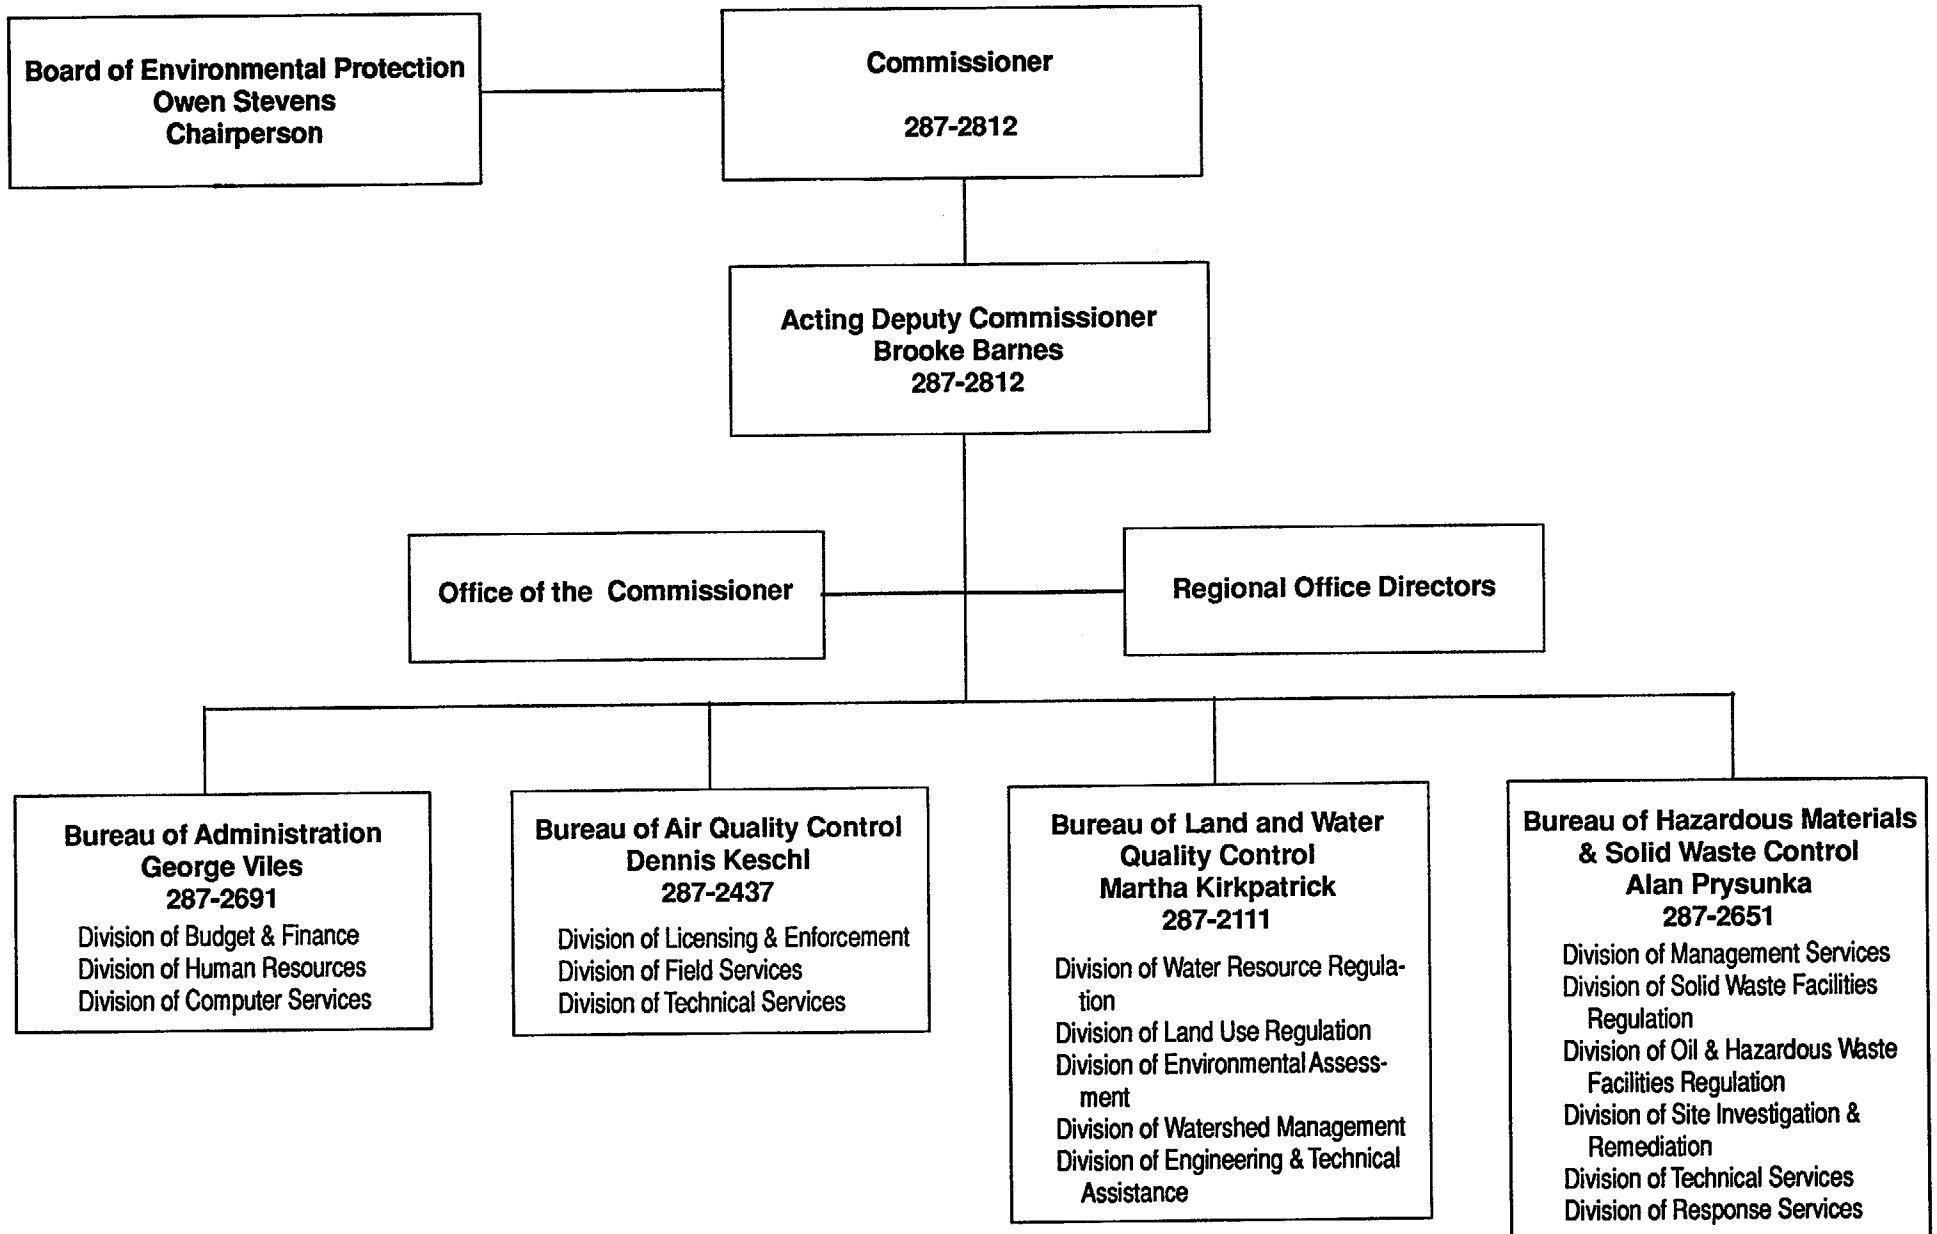 Board of Environmental Protection
Owen Stevens
Chairperson
Commissioner
287-2812
Acting Deputy Commissioner
Brooke Barnes
287-2812
Office of the Commissioner
Regional Office Directors
Bureau of Administration
George Viles
287-2691
Division of Budget & Finance
Division of Human Resources
Division of Computer Services
Bureau of Air Quality Control
Dennis Keschl
287-2437
Division of Licensing & Enforcement
Division of Field Services
Division of Technical Services
Bureau of Land and Water
Quality Control
Martha Kirkpatrick
287-2111
Division of Water Resource Regula-
tion
Division of Land Use Regulation
Division of Environmental Assess-
ment
Division of Watershed Management
Division of Engineering & Technical
Assistance
Bureau of Hazardous Materials
& Solid Waste Control
Alan Prysunka
287-2651
Division of Management Services
Division of Solid Waste Facilities
Regulation
Division of Oil & Hazardous Waste
Facilities Regulation
Division of Site Investigation &
Remediation
Division of Technical Services
Division of Response Services